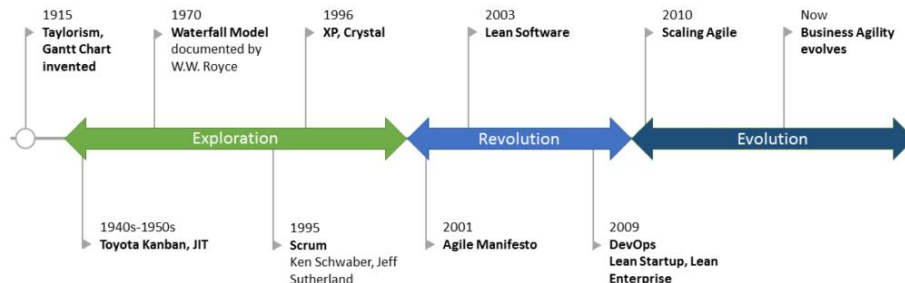 1915
Taylorism,
Gantt Chart
invented
1970
Waterfall Model
documented by
W.W. Royce
1996
XP, Crystal
2003
Lean Software
2010
Scaling Agile
Now
Business Agility
evolves
Exploration
Revolution
Evolution
1940s-1950s
Toyota Kanban, JIT
1995
Scrum
Ken Schwaber, Jeff
Sutherland
2001
Agile Manifesto
2009
DevOps
Lean Startup, Lean
Enterprise